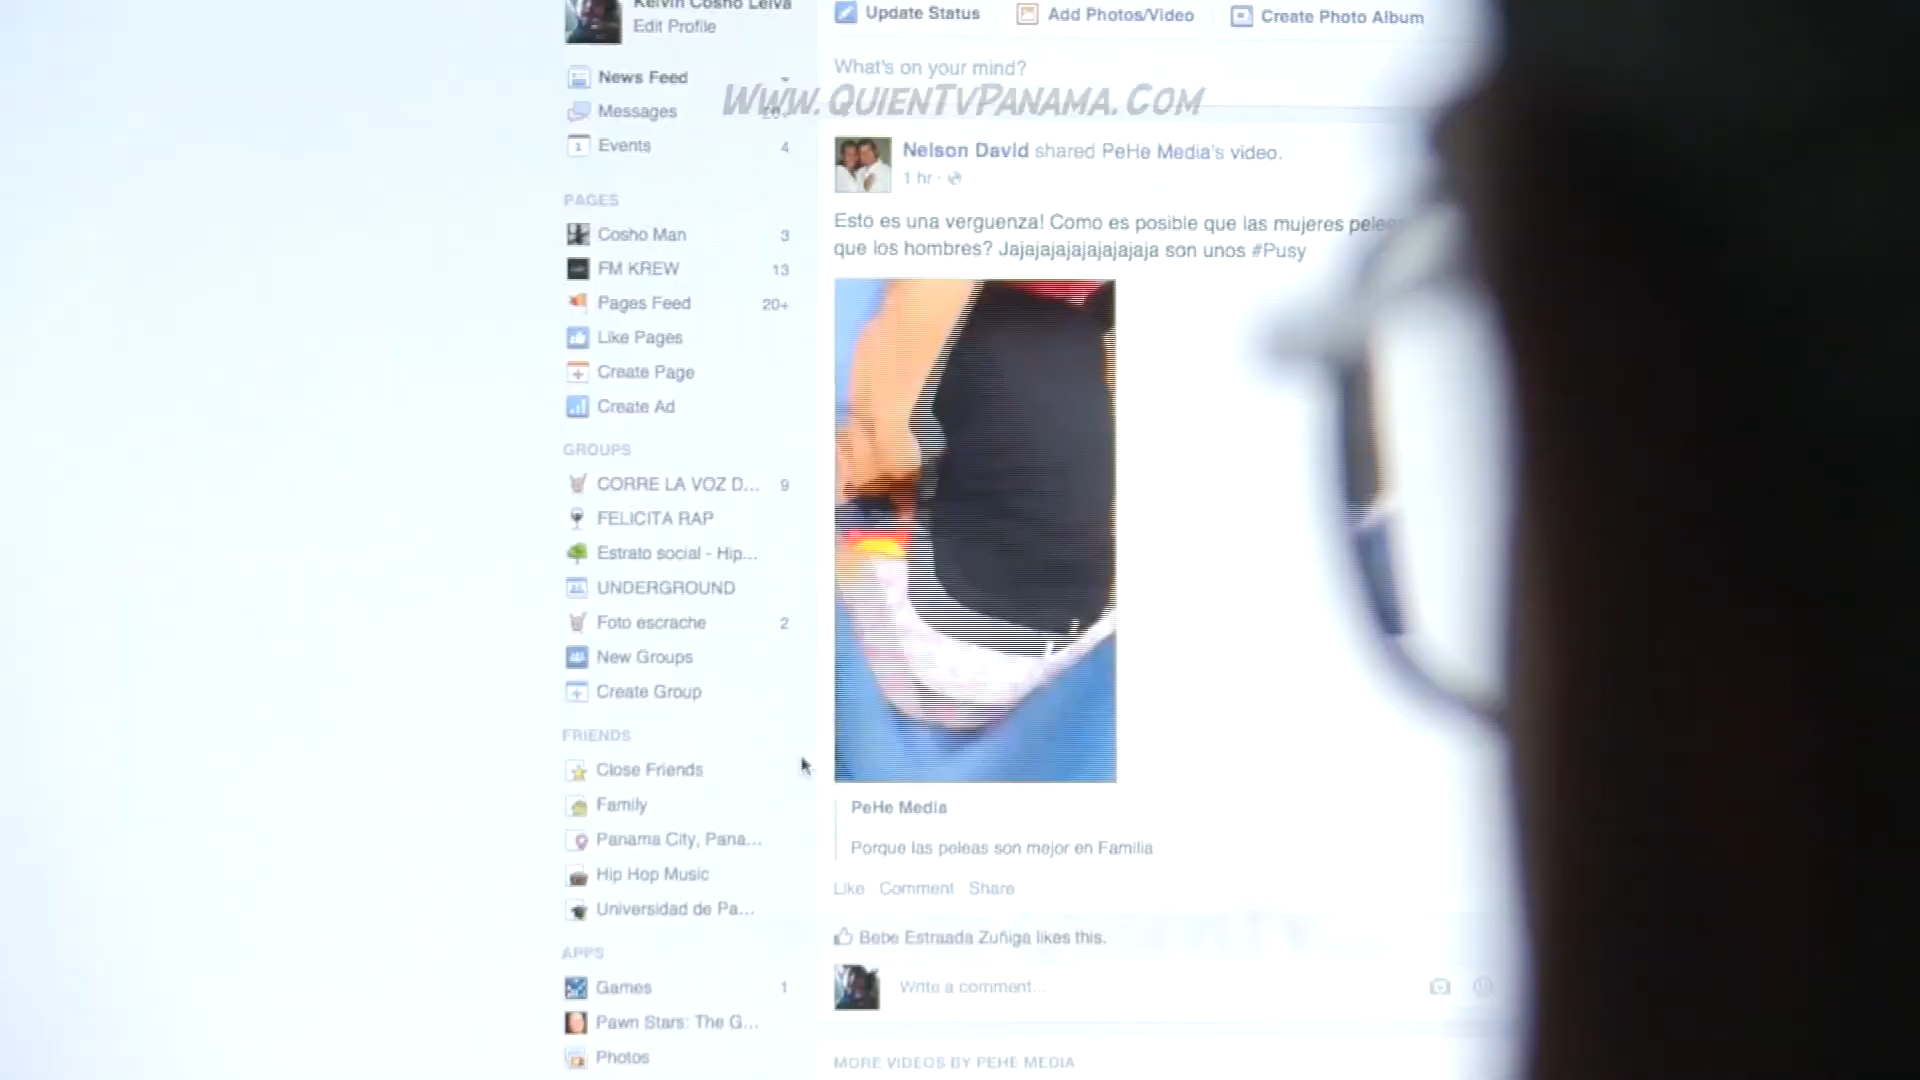 Kelvin Cosho Leiva
Edit Profile
News Feed
Messages
Events 4
PAGES
Cosho Man 3
FM KREW 13
Pages Feed 20+
Like Pages
Create Page
Create Ad
GROUPS
CORRE LA VOZ D... 9
FELICITA RAP
Estrato social - Hip...
UNDERGROUND
Foto escrache 2
New Groups
Create Group
FRIENDS
Close Friends
Family
Panama City, Pana...
Hip Hop Music
Universidad de Pa...
APPS
Games 1
Pawn Stars: The G...
Photos
Update Status Add Photos/Video Create Photo Album
What's on your mind?
WWW.QUIENTVPANAMA.COM
Nelson David shared PeHe Media's video.
1 hr ·
Esto es una verguenza! Como es posible que las mujeres
que los hombres? Jajajajajajajajajaja son unos #Pusy
PeHe Media
Porque las peleas son mejor en Familia
Like Comment Share
Bebe Estraada Zuñiga likes this.
Write a comment...
MORE VIDEOS BY PEHE MEDIA